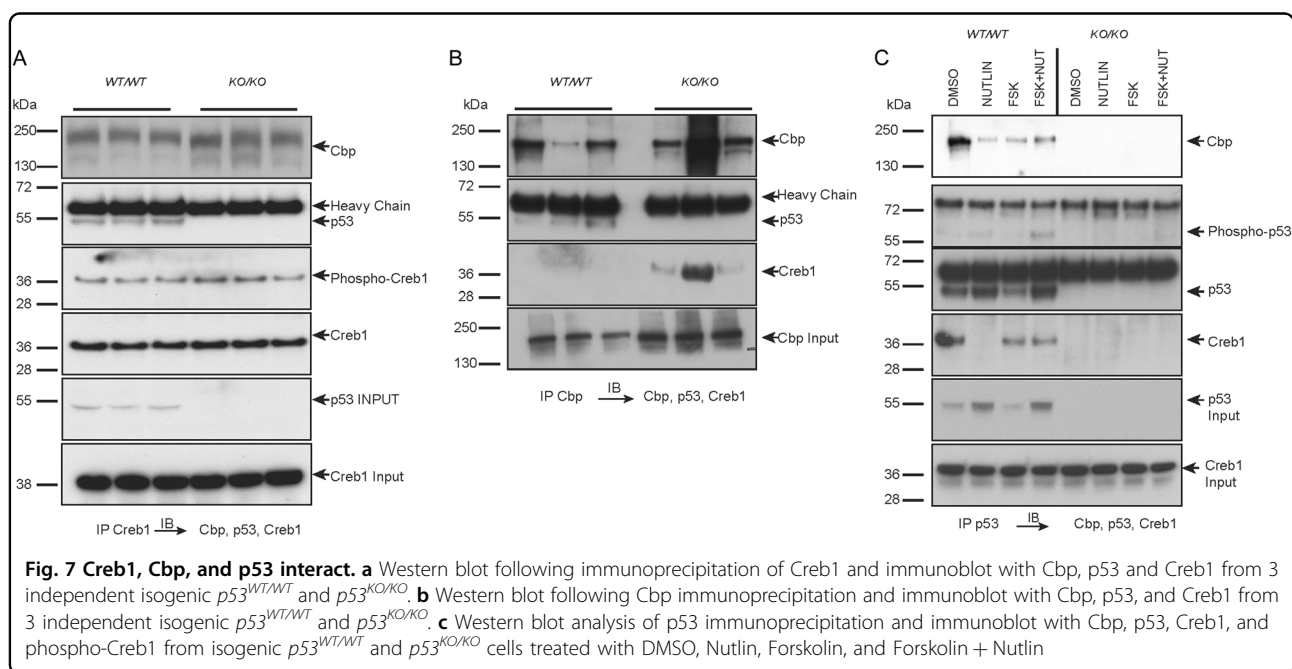 A
WT/WT
KO/KO
kDa
250
130
Cbp
72
55
Heavy Chain
p53
36
28
Phospho-Creb1
36
28
Creb1
55
p53 INPUT
38
Creb1 Input
IP Creb1 IB Cbp, p53, Creb1
B
WT/WT
KO/KO
kDa
250
130
Cbp
72
55
Heavy Chain
p53
36
28
Creb1
250
130
Cbp Input
IP Cbp IB Cbp, p53, Creb1
C
WT/WT
KO/KO
DMSO
NUTLIN
FSK
FSK+NUT
DMSO
NUTLIN
FSK
FSK+NUT
kDa
250
130
Cbp
72
55
Phospho-p53
72
55
p53
36
28
Creb1
55
p53
Input
36
28
Creb1
Input
IP p53 IB Cbp, p53, Creb1
Fig. 7 Creb1, Cbp, and p53 interact. a Western blot following immunoprecipitation of Creb1 and immunoblot with Cbp, p53 and Creb1 from 3
independent isogenic p53WT/WT and p53KO/KO. b Western blot following Cbp immunoprecipitation and immunoblot with Cbp, p53, and Creb1 from
3 independent isogenic p53WT/WT and p53KO/KO. c Western blot analysis of p53 immunoprecipitation and immunoblot with Cbp, p53, Creb1, and
phospho-Creb1 from isogenic p53WT/WT and p53KO/KO cells treated with DMSO, Nutlin, Forskolin, and Forskolin + Nutlin